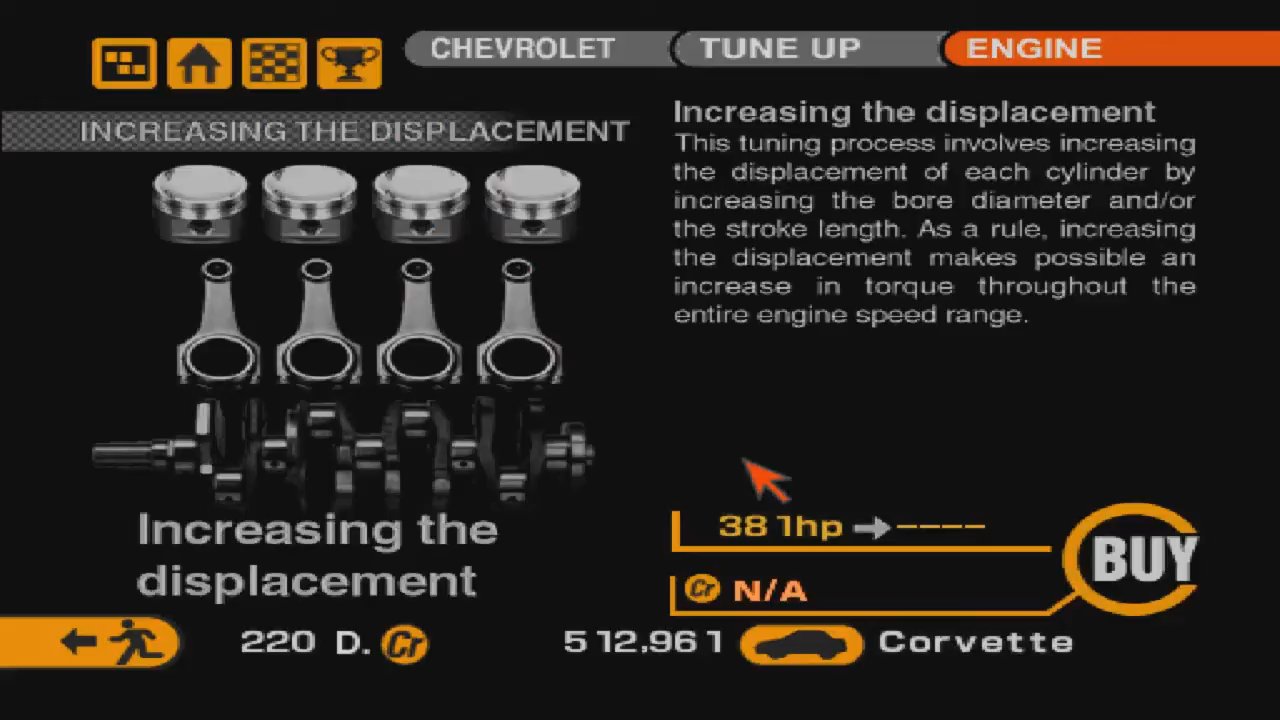 CHEVROLET
TUNE UP
ENGINE
INCREASING THE DISPLACEMENT
Increasing the displacement
This tuning process involves increasing
the displacement of each cylinder by
increasing the bore diameter and/or
the stroke length. As a rule, increasing
the displacement makes possible an
increase in torque throughout the
entire engine speed range.
Increasing the
displacement
381hp ----
Cr N/A
BUY
220 D. Cr 512,961 Corvette